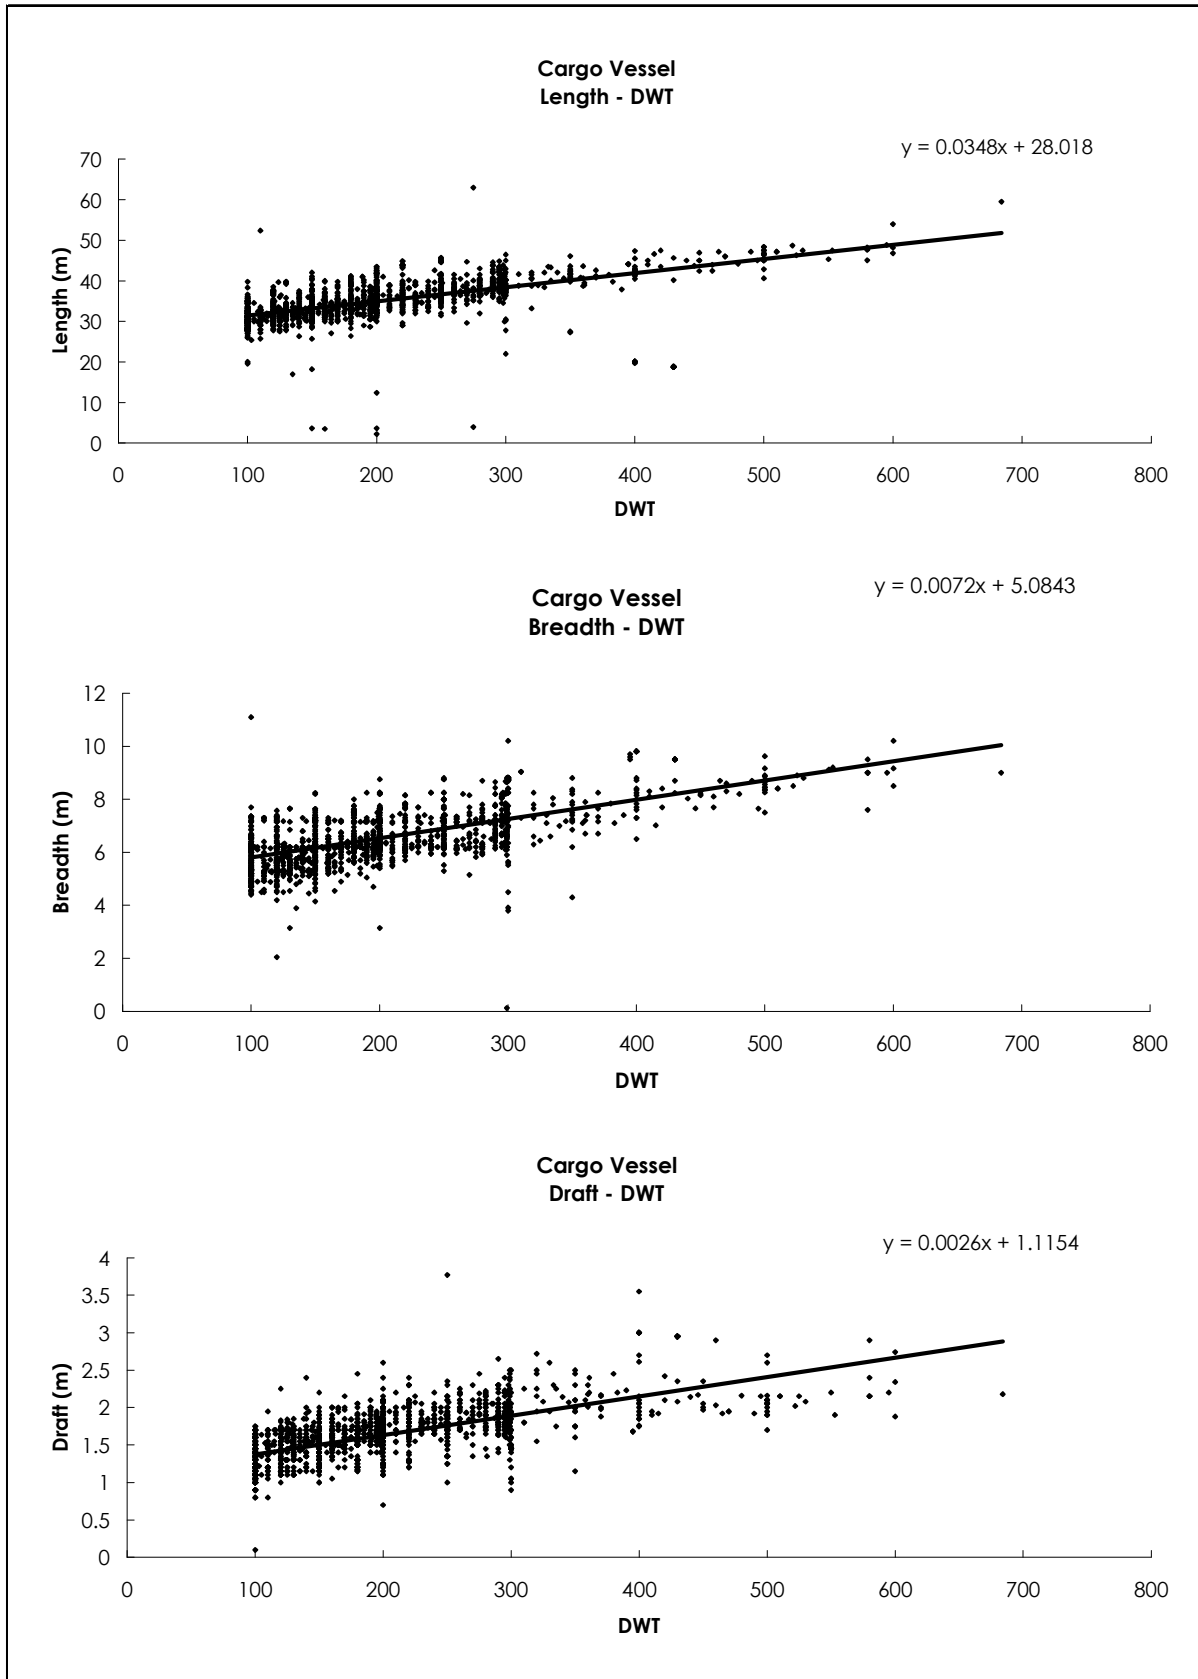 Cargo Vessel
Length - DWT
y = 0.0348x + 28.018
70
60
50
40
30
20
10
0
Length (m)
0 100 200 300 400 500 600 700 800
DWT
Cargo Vessel
Breadth - DWT
y = 0.0072x + 5.0843
12
10
8
6
4
2
0
Breadth (m)
0 100 200 300 400 500 600 700 800
DWT
Cargo Vessel
Draft - DWT
y = 0.0026x + 1.1154
4
3.5
3
2.5
2
1.5
1
0.5
0
Draft (m)
0 100 200 300 400 500 600 700 800
DWT